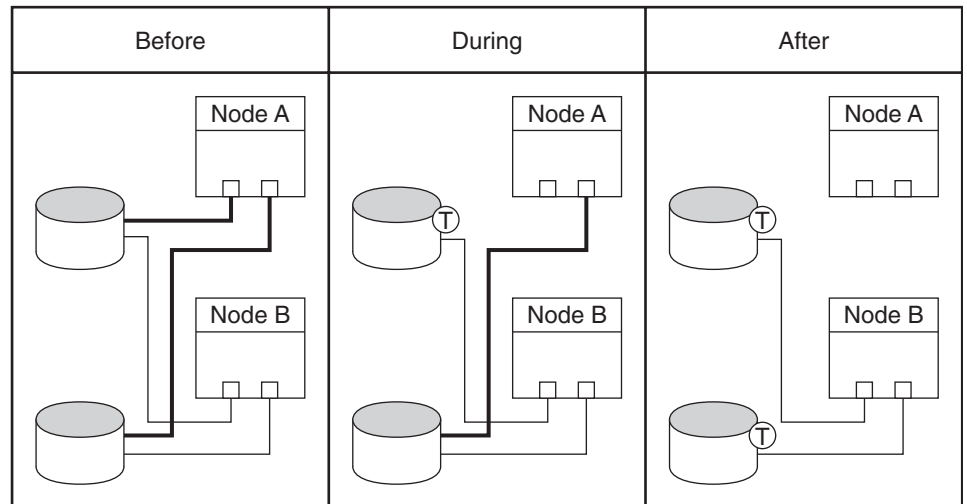 Before
During
After
Node A
Node A
Node A
T
T
Node B
Node B
Node B
T